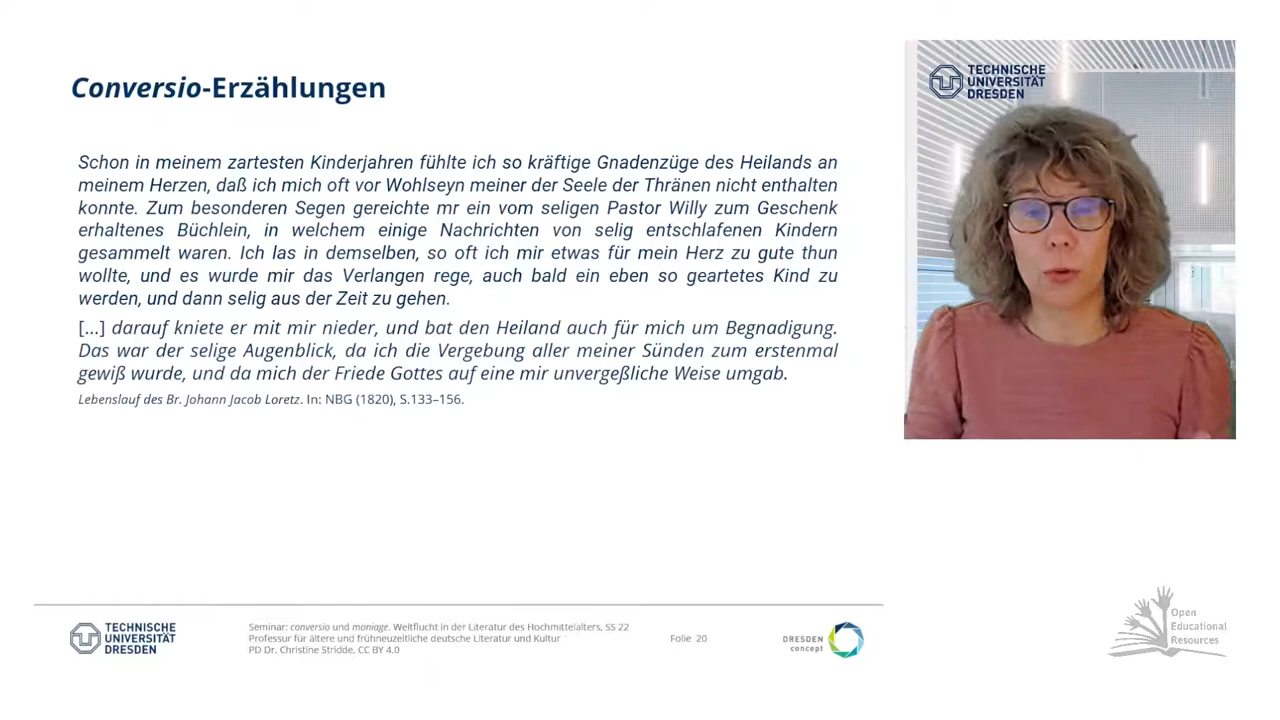 Conversio-Erzählungen
Schon in meinem zartesten Kinderjahren fühlte ich so kräftige Gnadenzüge des Heilands an
meinem Herzen, daß ich mich oft vor Wohlseyn meiner der Seele der Thränen nicht enthalten
konnte. Zum besonderen Segen gereichte mr ein vom seligen Pastor Willy zum Geschenk
erhaltenes Büchlein, in welchem einige Nachrichten von selig entschlafenen Kindern
gesammelt waren. Ich las in demselben, so oft ich mir etwas für mein Herz zu gute thun
wollte, und es wurde mir das Verlangen rege, auch bald ein eben so geartetes Kind zu
werden, und dann selig aus der Zeit zu gehen.
[...] darauf kniete er mit mir nieder, und bat den Heiland auch für mich um Begnadigung.
Das war der selige Augenblick, da ich die Vergebung aller meiner Sünden zum erstenmal
gewiß wurde, und da mich der Friede Gottes auf eine mir unvergeßliche Weise umgab.
Lebenslauf des Br. Johann Jacob Loretz. In: NBG (1820), S.133–156.
TECHNISCHE
UNIVERSITÄT
DRESDEN
TECHNISCHE
UNIVERSITÄT
DRESDEN
Seminar: conversio und moniage. Weltflucht in der Literatur des Hochmittelalters, SS 22
Professur für ältere und frühneuzeitliche deutsche Literatur und Kultur
PD Dr. Christine Stridde, CC BY 4.0
Folie 20
DRESDEN
concept
Open
Educational
Resources